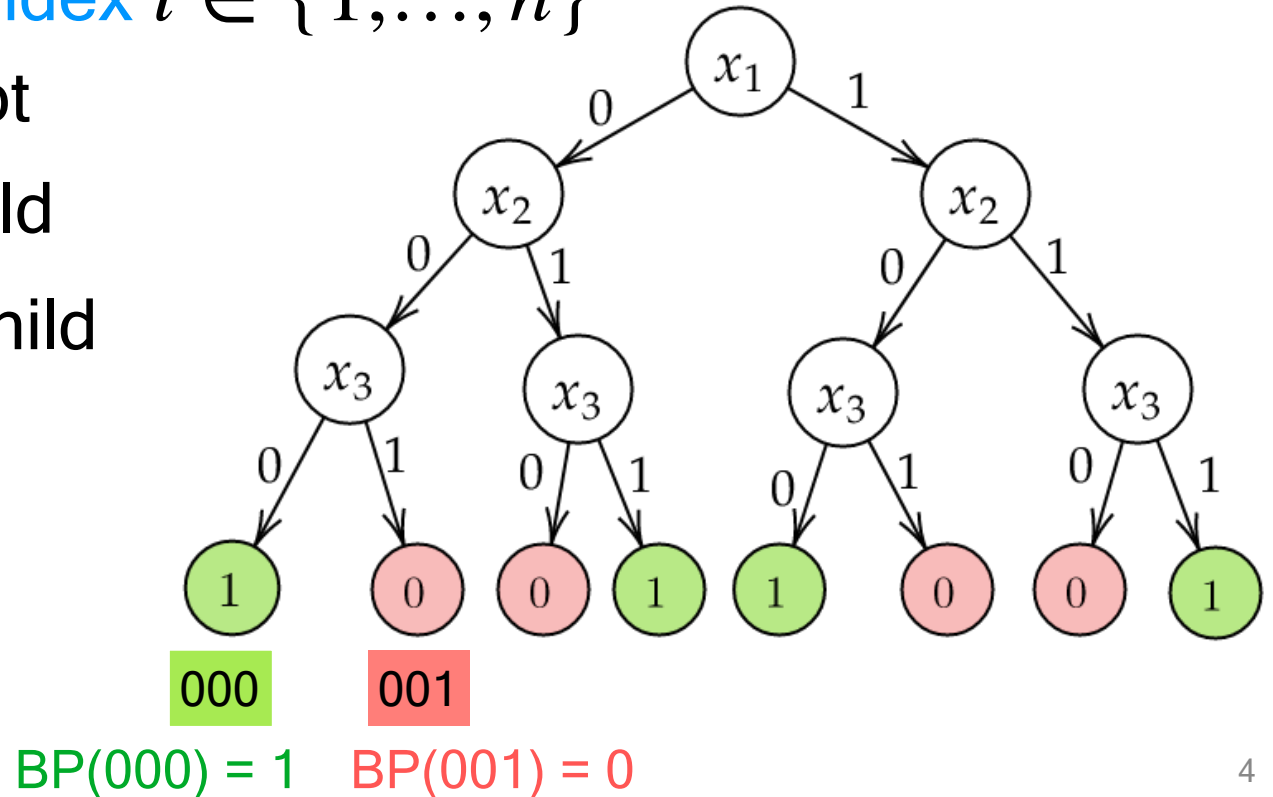 i ∈ {1,…, n}
x₁
0 1
x₂ x₂
0 1 0 1
x₃ x₃ x₃ x₃
0 1 0 1 0 1 0 1
1 0 0 1 1 0 0 1
000 001
BP(000) = 1 BP(001) = 0
4